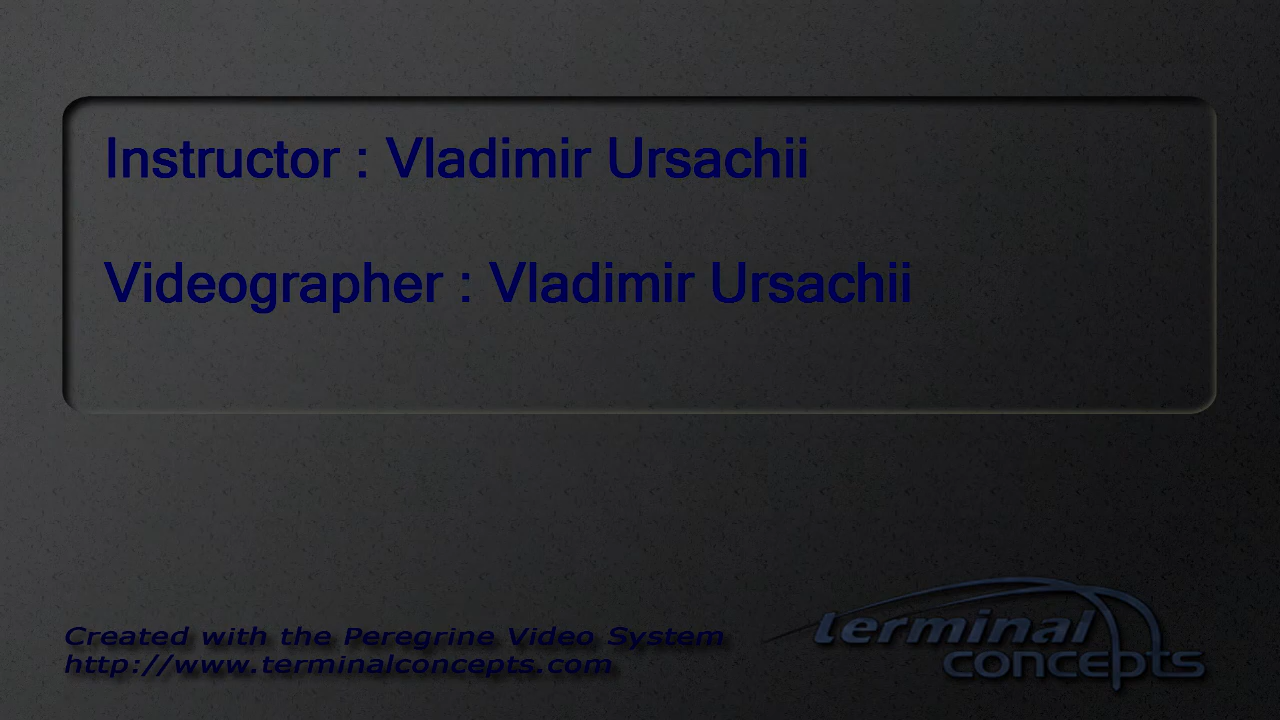 Instructor : Vladimir Ursachii
Videographer : Vladimir Ursachii
Created with the Peregrine Video System
http://www.terminalconcepts.com
terminal
concepts